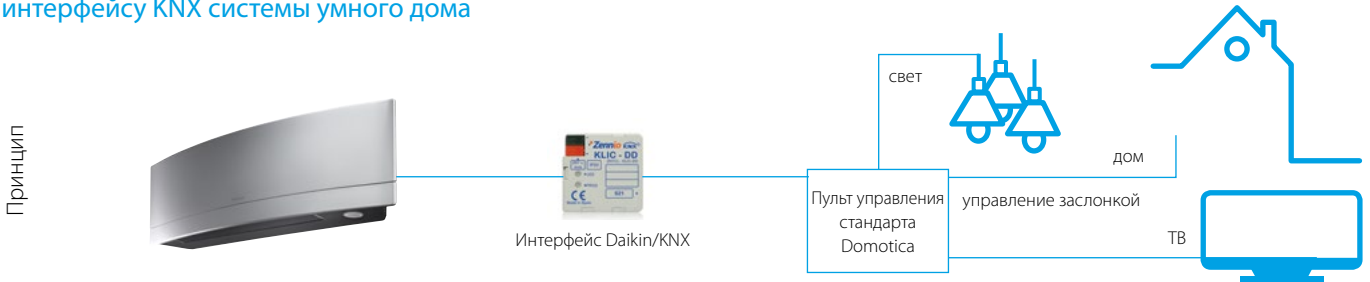 интерфейсу KNX системы умного дома
Принцип
свет
дом
управление заслонкой
ТВ
Пульт управления
стандарта
Domotica
Интерфейс Daikin/KNX
Zennio KNX
KLIC - DD
CE